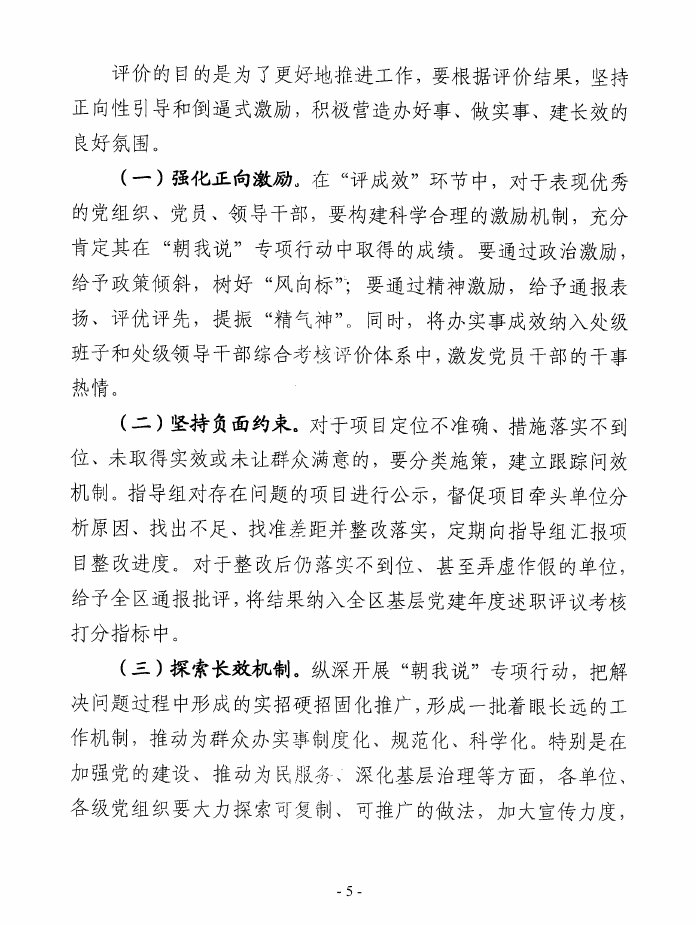 评价的目的是为了更好地推进工作，要根据评价结果，坚持
正向性引导和倒逼式激励，积极营造办好事、做实事、建长效的
良好氛围。
（一）强化正向激励。在“评成效”环节中，对于表现优秀
的党组织、党员、领导干部，要构建科学合理的激励机制，充分
肯定其在“朝我说”专项行动中取得的成绩。要通过政治激励，
给予政策倾斜，树好“风向标”；要通过精神激励，给予通报表
扬、评优评先，提振“精气神”。同时，将办实事成效纳入处级
班子和处级领导干部综合考核评价体系中，激发党员干部的干事
热情。
（二）坚持负面约束。对于项目定位不准确、措施落实不到
位、未取得实效或未让群众满意的，要分类施策，建立跟踪问效
机制。指导组对存在问题的项目进行公示，督促项目牵头单位分
析原因、找出不足、找准差距并整改落实，定期向指导组汇报项
目整改进度。对于整改后仍落实不到位、甚至弄虚作假的单位，
给予全区通报批评，将结果纳入全区基层党建年度述职评议考核
打分指标中。
（三）探索长效机制。纵深开展“朝我说”专项行动，把解
决问题过程中形成的实招硬招固化推广，形成一批着眼长远的工
作机制，推动为群众办实事制度化、规范化、科学化。特别是在
加强党的建设、推动为民服务、深化基层治理等方面，各单位、
各级党组织要大力探索可复制、可推广的做法，加大宣传力度，
- 5 -